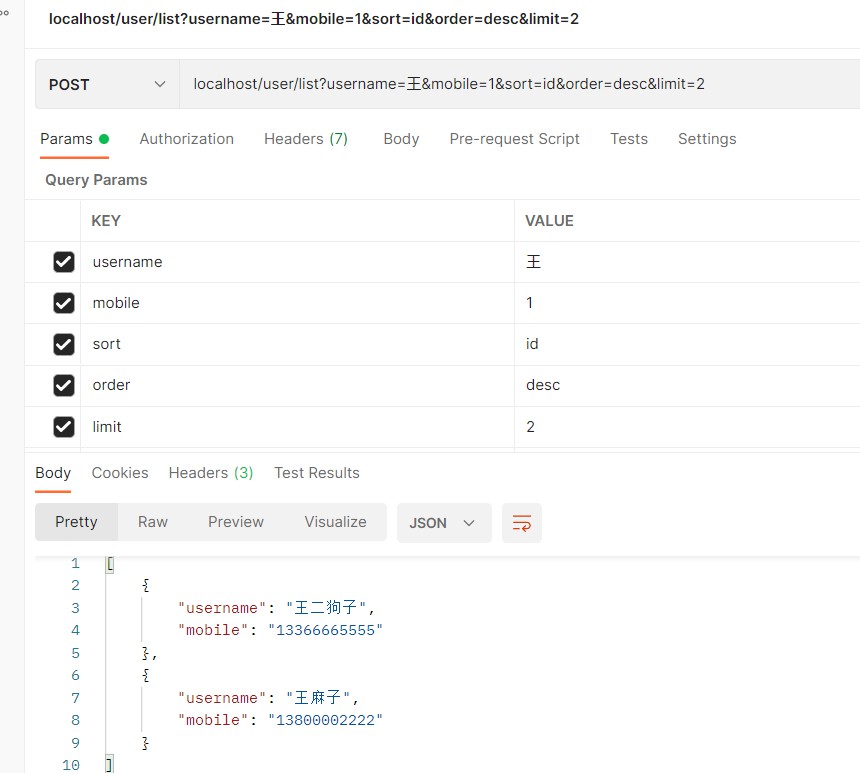 localhost/user/list?username=王&mobile=1&sort=id&order=desc&limit=2
POST localhost/user/list?username=王&mobile=1&sort=id&order=desc&limit=2
Params Authorization Headers (7) Body Pre-request Script Tests Settings
Query Params
KEY VALUE
username 王
mobile 1
sort id
order desc
limit 2
Body Cookies Headers (3) Test Results
Pretty Raw Preview Visualize JSON
1 [
2 {
3 "username": "王二狗子",
4 "mobile": "13366665555"
5 },
6 {
7 "username": "王麻子",
8 "mobile": "13800002222"
9 }
10 ]